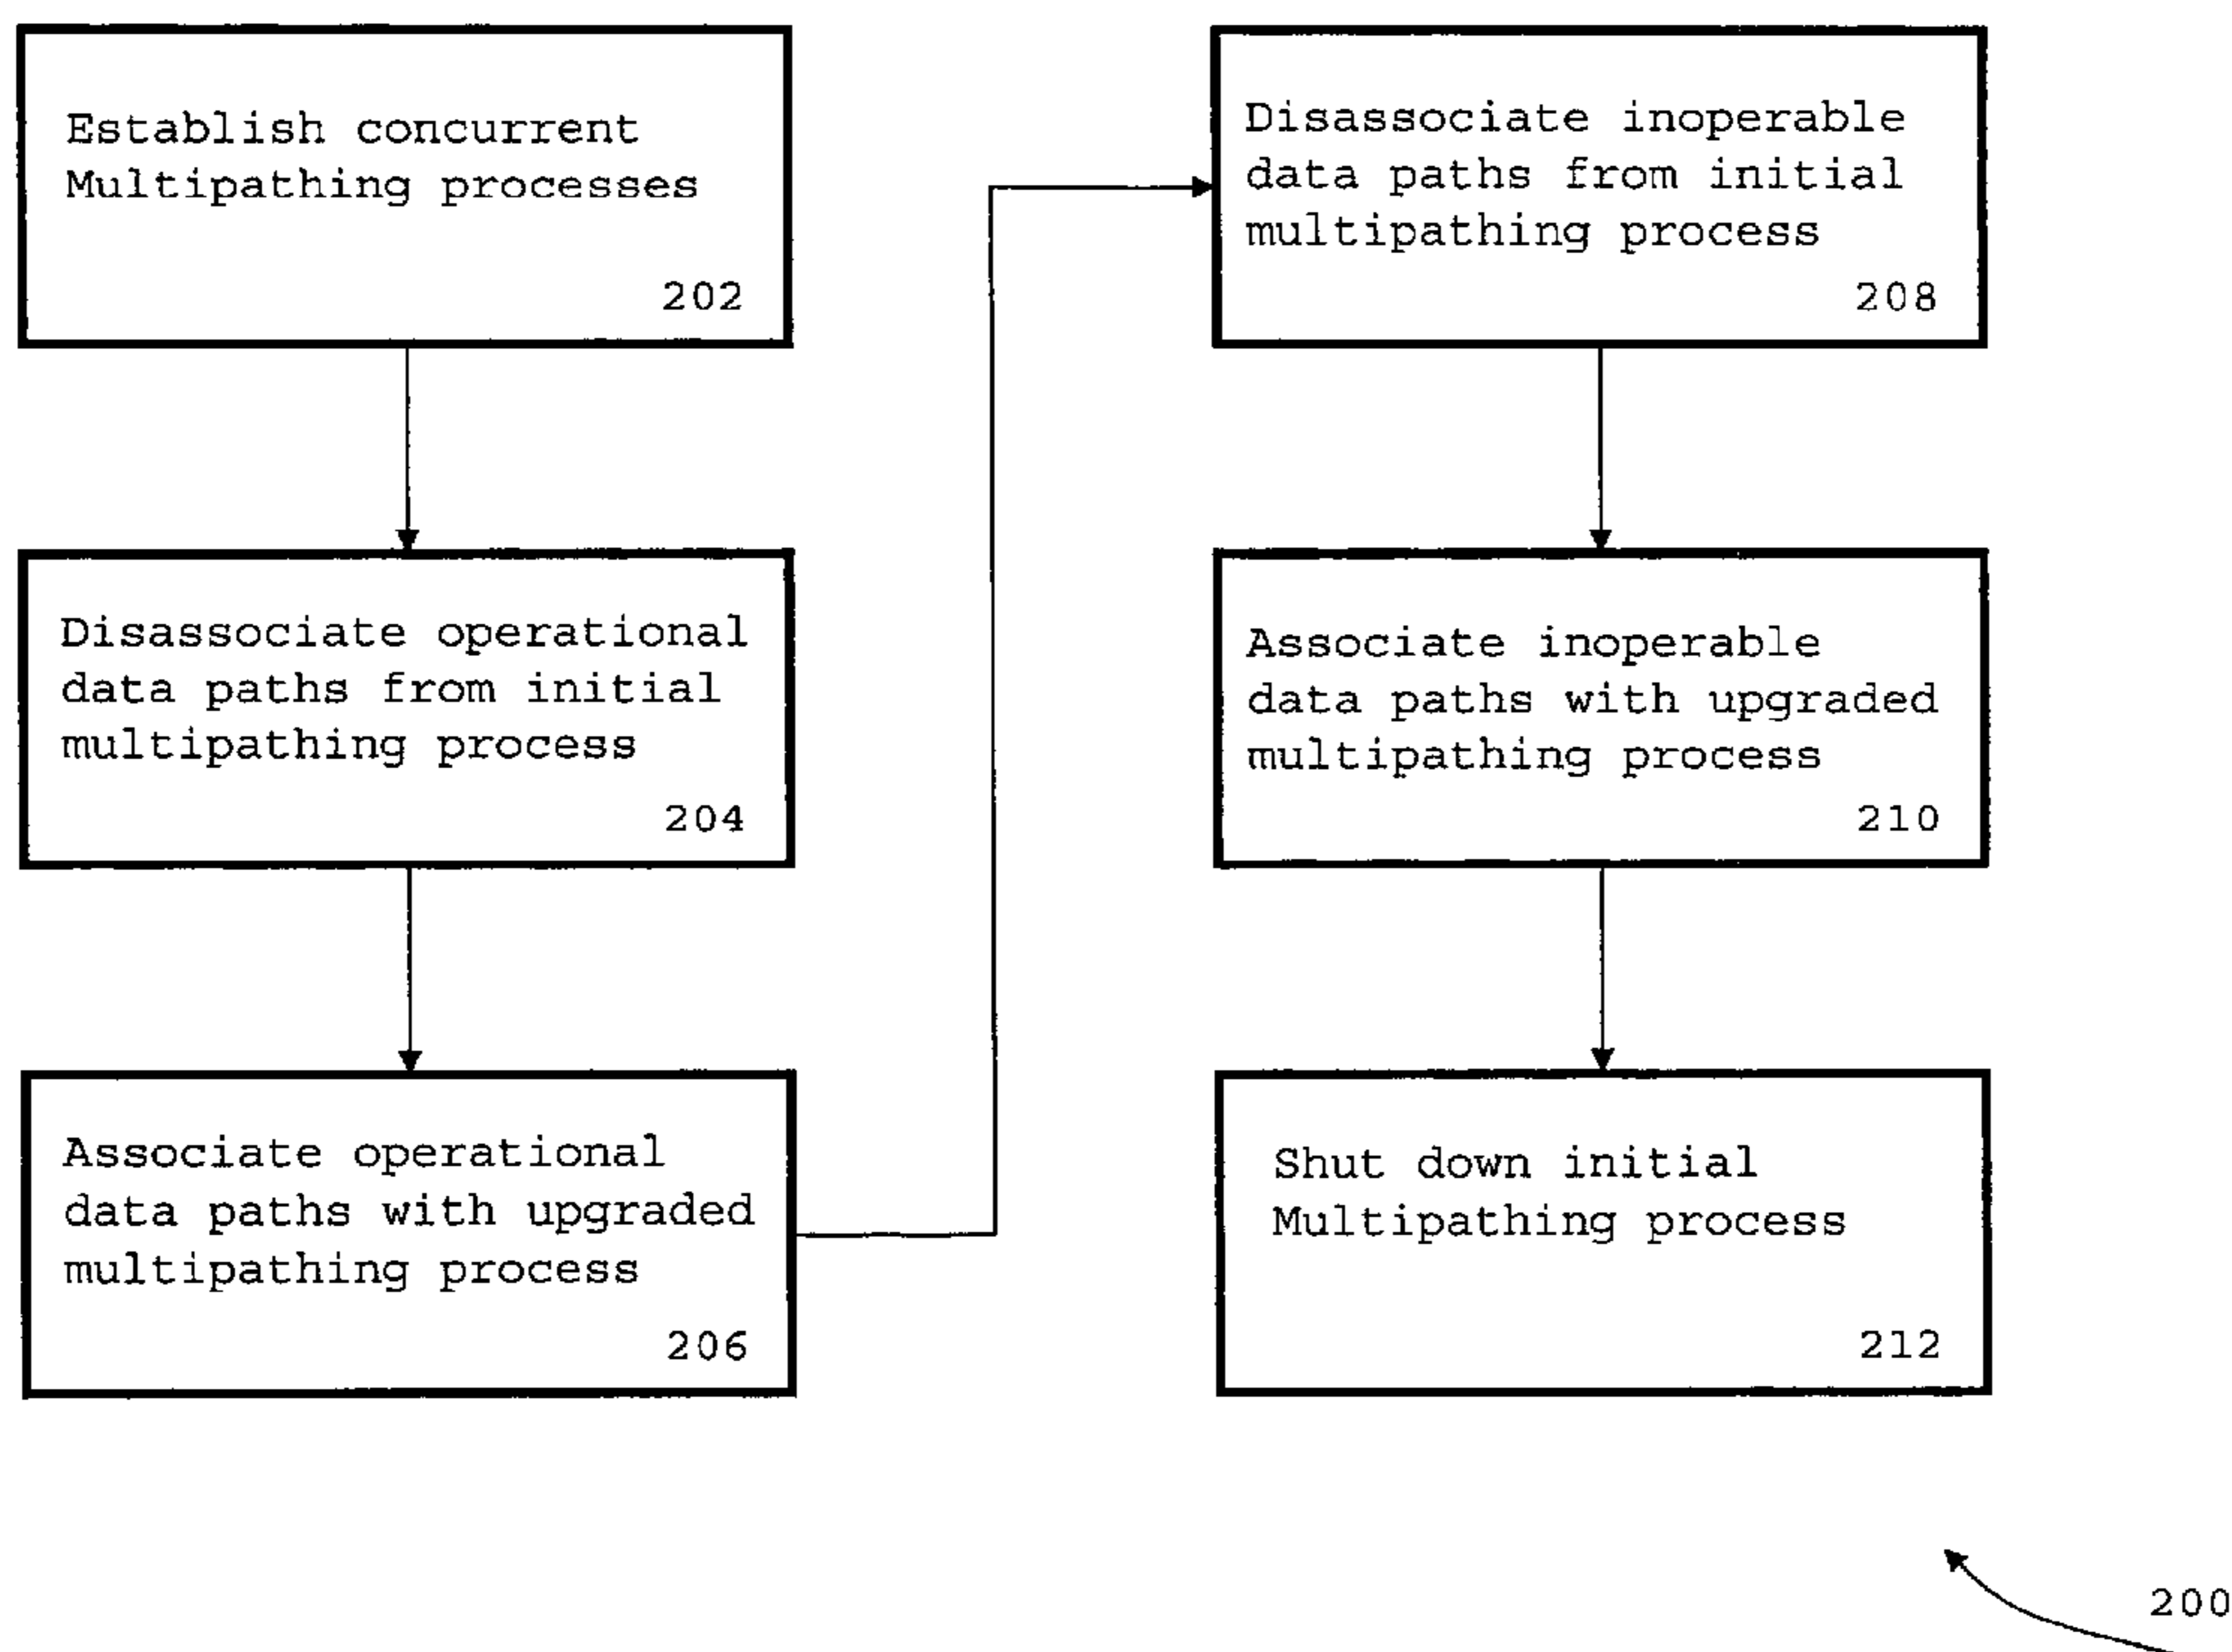 Establish concurrent
Multipathing processes
202
Disassociate operational
data paths from initial
multipathing process
204
Associate operational
data paths with upgraded
multipathing process
206
Disassociate inoperable
data paths from initial
multipathing process
208
Associate inoperable
data paths with upgraded
multipathing process
210
Shut down initial
Multipathing process
212
200